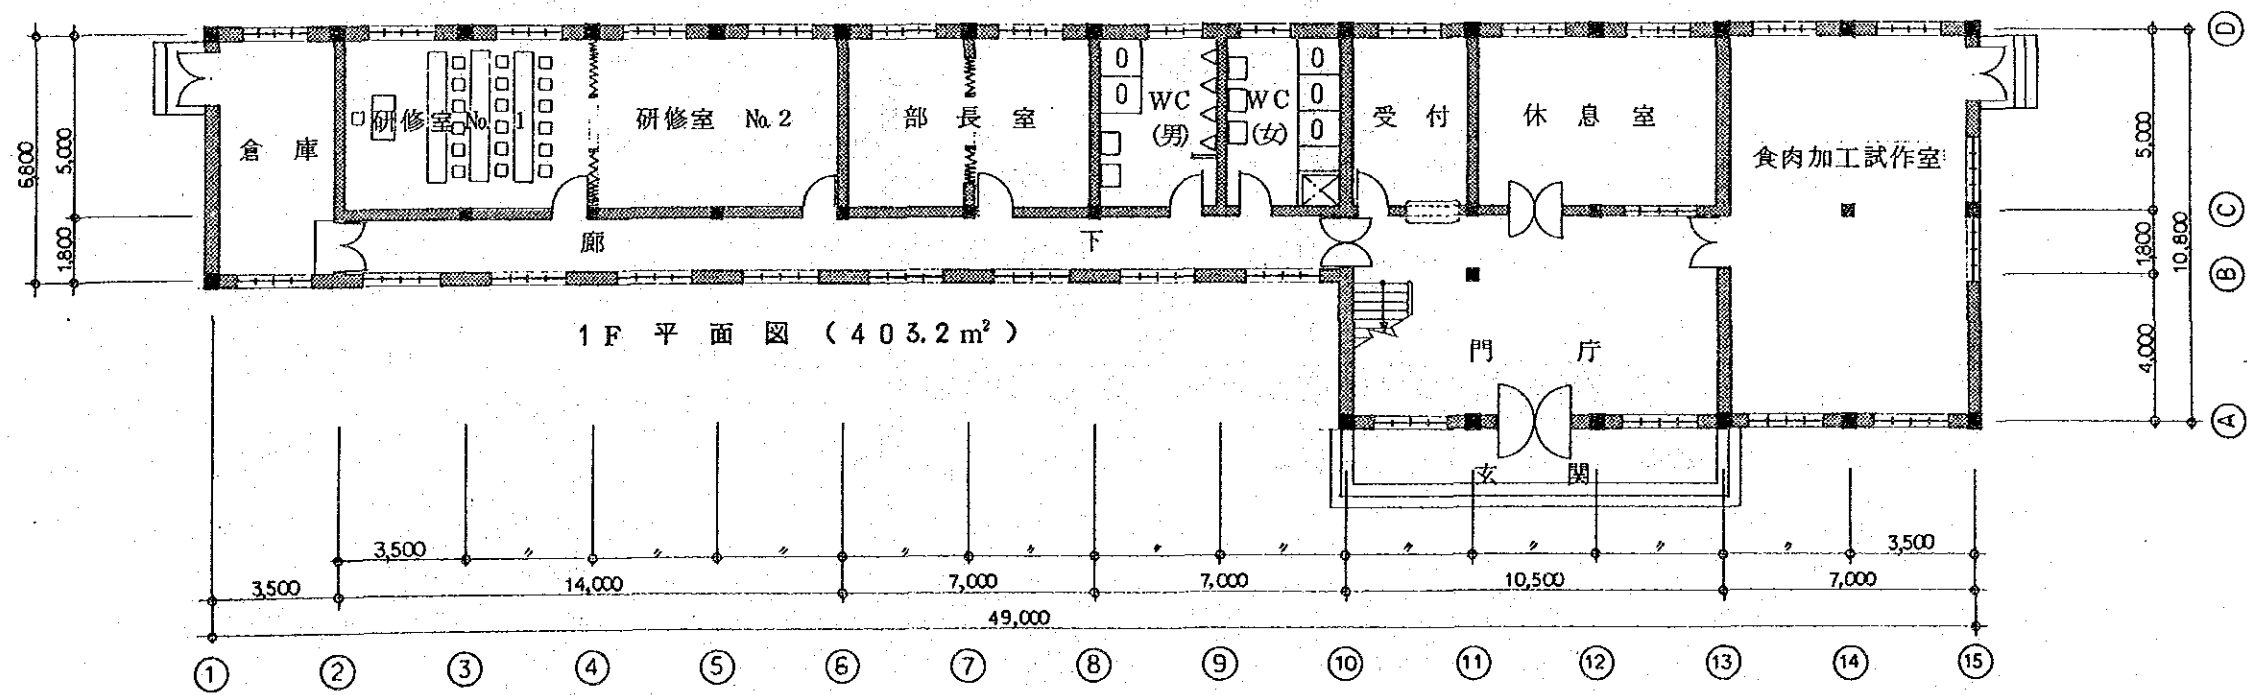 倉庫
研修室 No. 1
研修室 No. 2
部長室
WC
(男)
WC
(女)
受付
休息室
食肉加工試作室
廊下
門庁
玄関
1F 平面図 (403.2 m²)
6,800
5,000
1,800
5,000
1,800
4,000
10,800
D
C
B
A
3,500 〃 〃 〃 〃 〃 〃 〃 〃 〃 〃 〃 3,500
3,500 14,000 7,000 7,000 10,500 7,000
49,000
1 2 3 4 5 6 7 8 9 10 11 12 13 14 15